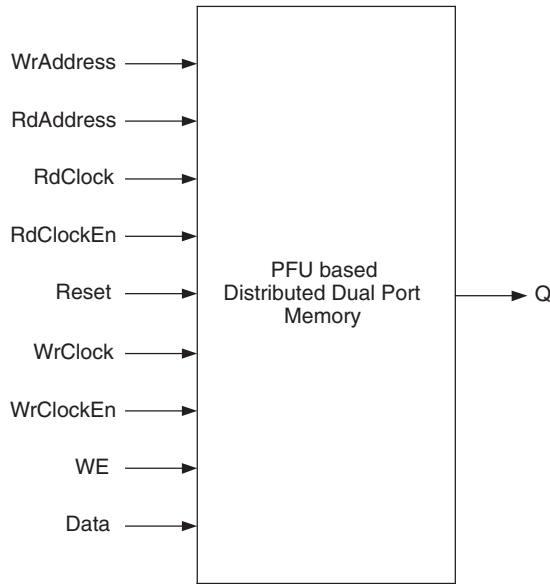 WrAddress
RdAddress
RdClock
RdClockEn
Reset
WrClock
WrClockEn
WE
Data
PFU based
Distributed Dual Port
Memory
Q